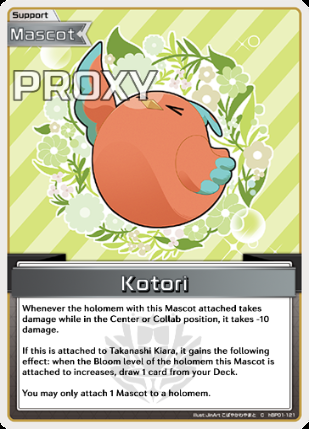 Support
Mascot
PROXY
Kotori
Whenever the holomem with this Mascot attached takes
damage while in the Center or Collab position, it takes -10
damage.
If this is attached to Takanashi Kiara, it gains the following
effect: when the Bloom level of the holomem this Mascot is
attached to increases, draw 1 card from your Deck.
You may only attach 1 Mascot to a holomem.
C hBP01-121